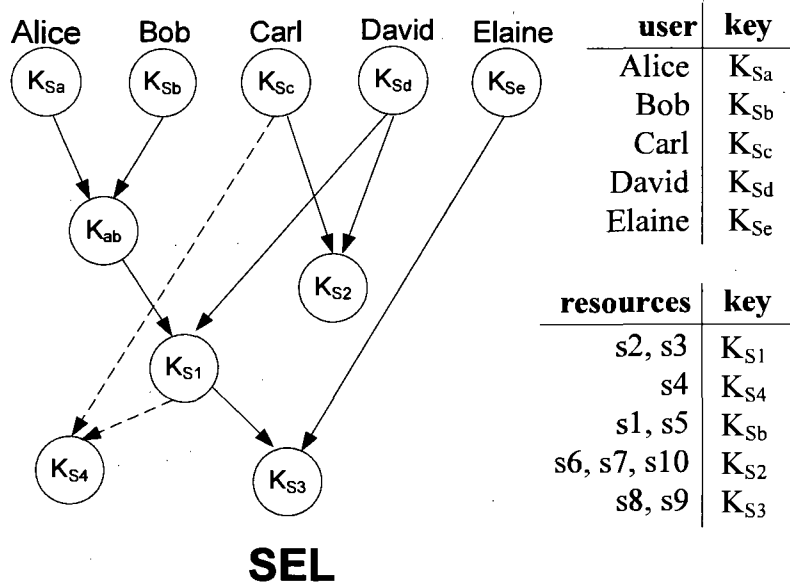 Alice Bob Carl David Elaine
K_Sa K_Sb K_Sc K_Sd K_Se
K_ab
K_S2
K_S1
K_S4 K_S3
SEL
user key
Alice K_Sa
Bob K_Sb
Carl K_Sc
David K_Sd
Elaine K_Se
resources key
s2, s3 K_S1
s4 K_S4
s1, s5 K_Sb
s6, s7, s10 K_S2
s8, s9 K_S3